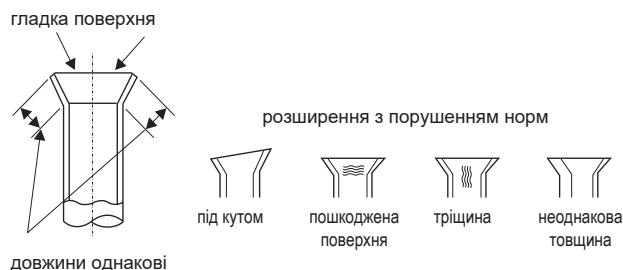 гладка поверхня
розширення з порушенням норм
під кутом
пошкоджена
поверхня
тріщина
неоднакова
товщина
довжини однакові